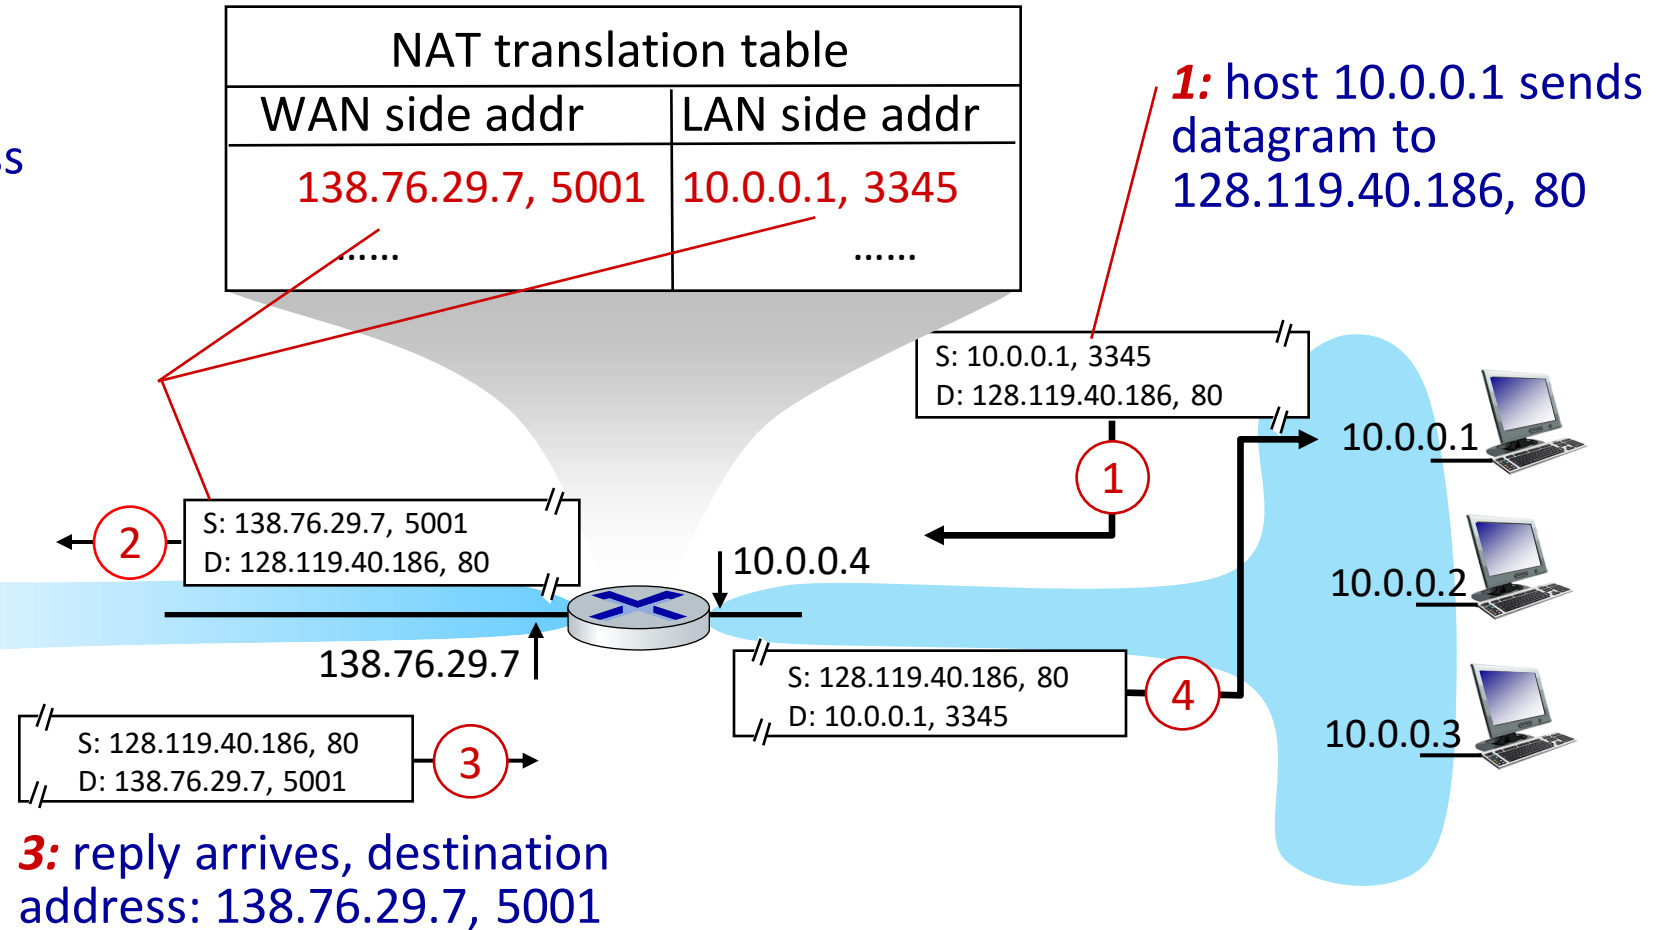 NAT translation table
WAN side addr LAN side addr
138.76.29.7, 5001 10.0.0.1, 3345
...... ......
1: host 10.0.0.1 sends
datagram to
128.119.40.186, 80
S: 10.0.0.1, 3345
D: 128.119.40.186, 80
1
10.0.0.1
2
S: 138.76.29.7, 5001
D: 128.119.40.186, 80
10.0.0.4
10.0.0.2
138.76.29.7
S: 128.119.40.186, 80
D: 10.0.0.1, 3345
4
10.0.0.3
S: 128.119.40.186, 80
D: 138.76.29.7, 5001
3
3: reply arrives, destination
address: 138.76.29.7, 5001